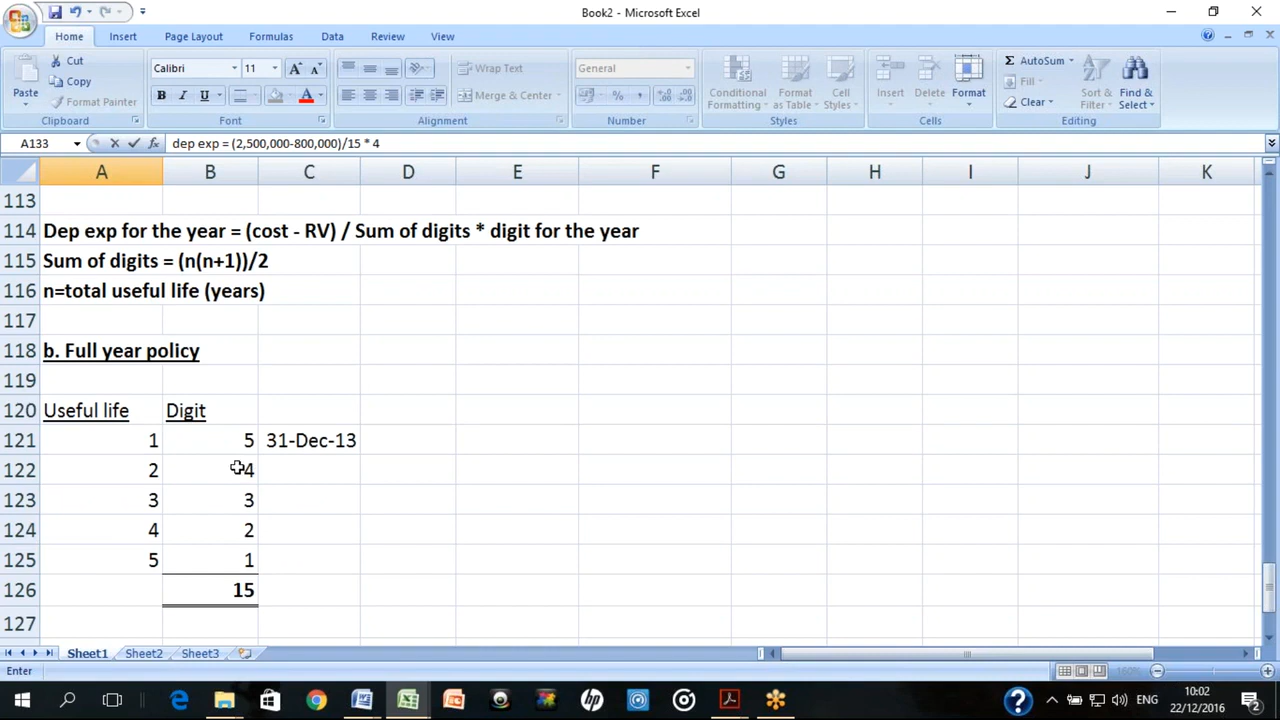 Book2 - Microsoft Excel
Home Insert Page Layout Formulas Data Review View
Paste
Cut
Copy
Format Painter
Clipboard
Calibri 11
B I U
Font
Wrap Text
Merge & Center
Alignment
General
Number
Conditional Formatting
Format as Table
Cell Styles
Styles
Insert Delete Format
Cells
AutoSum
Fill
Clear
Sort & Filter
Find & Select
Editing
A133 fx dep exp = (2,500,000-800,000)/15 * 4
A B C D E F G H I J K
113
114 Dep exp for the year = (cost - RV) / Sum of digits * digit for the year
115 Sum of digits = (n(n+1))/2
116 n=total useful life (years)
117
118 b. Full year policy
119
120 Useful life Digit
121 1 5 31-Dec-13
122 2 4
123 3 3
124 4 2
125 5 1
126 15
127
Sheet1 Sheet2 Sheet3
Enter
ENG
10:02
22/12/2016